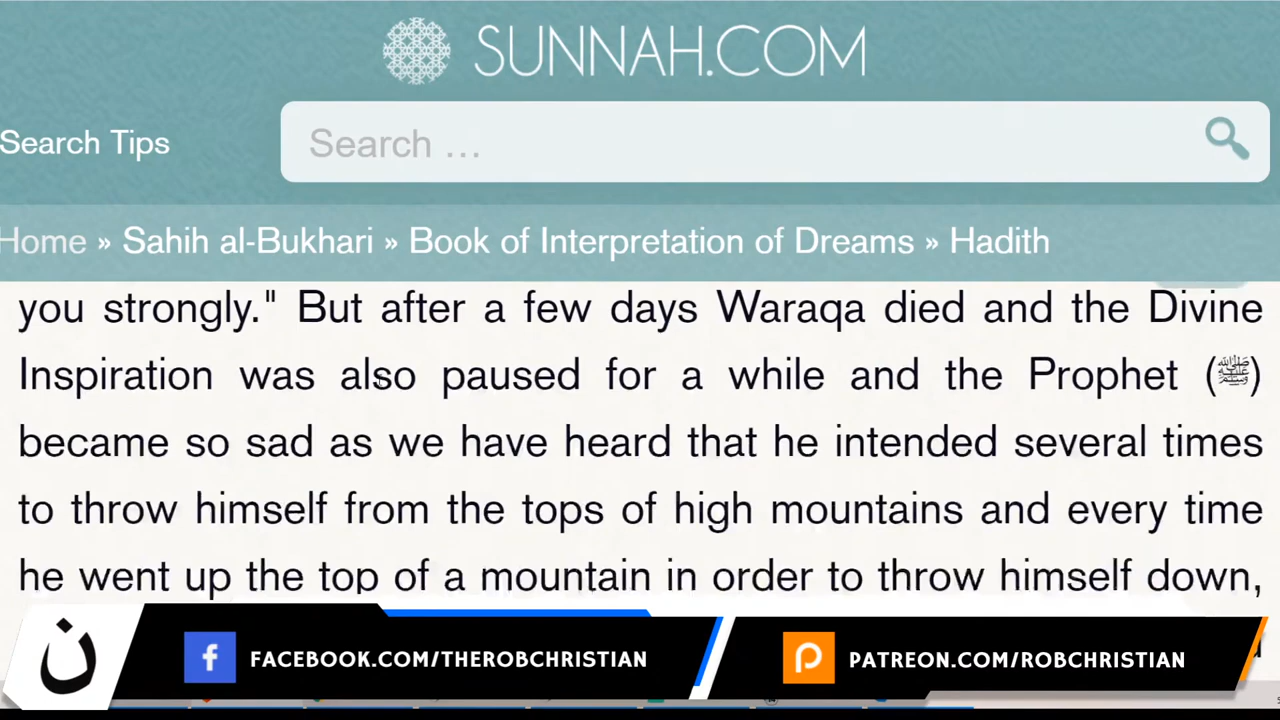 SUNNAH.COM
Search Tips
Search ...
Home » Sahih al-Bukhari » Book of Interpretation of Dreams » Hadith
you strongly." But after a few days Waraqa died and the Divine
Inspiration was also paused for a while and the Prophet (ﷺ)
became so sad as we have heard that he intended several times
to throw himself from the tops of high mountains and every time
he went up the top of a mountain in order to throw himself down,
ن
FACEBOOK.COM/THEROBCHRISTIAN
PATREON.COM/ROBCHRISTIAN